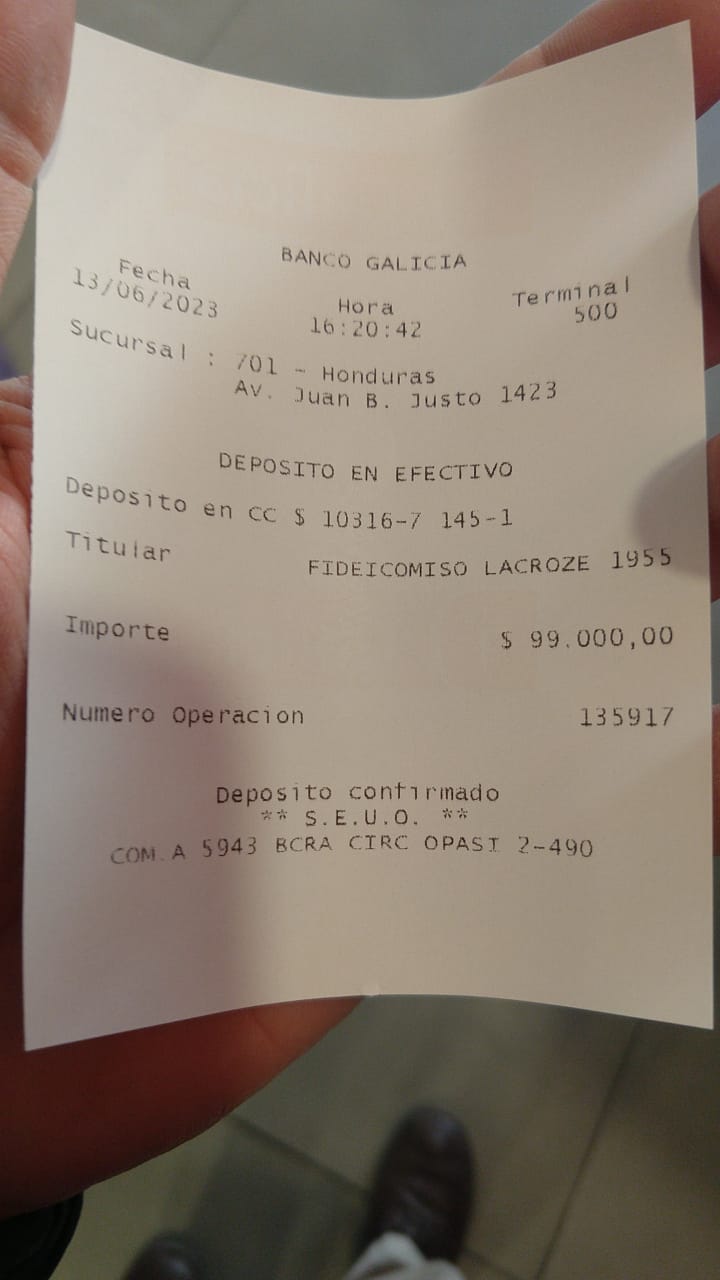 BANCO GALICIA
Fecha Hora Terminal
13/06/2023 16:20:42 500
Sucursal : 701 - Honduras
Av. Juan B. Justo 1423
DEPOSITO EN EFECTIVO
Deposito en CC $ 10316-7 145-1
Titular FIDEICOMISO LACROZE 1955
Importe $ 99.000,00
Numero Operacion 135917
Deposito confirmado
** S.E.U.O. **
COM.A 5943 BCRA CIRC OPASI 2-490